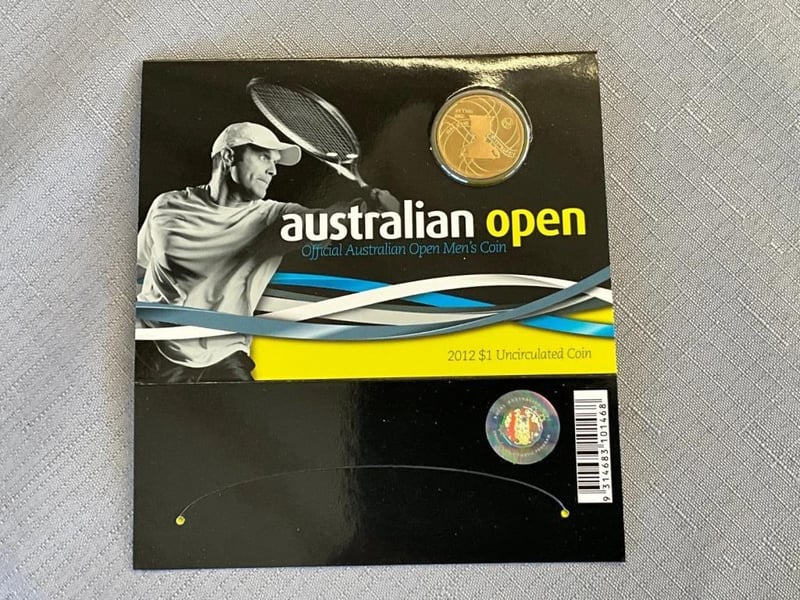 australian open
Official Australian Open Men's Coin
2012 $1 Uncirculated Coin
9 314683 101468